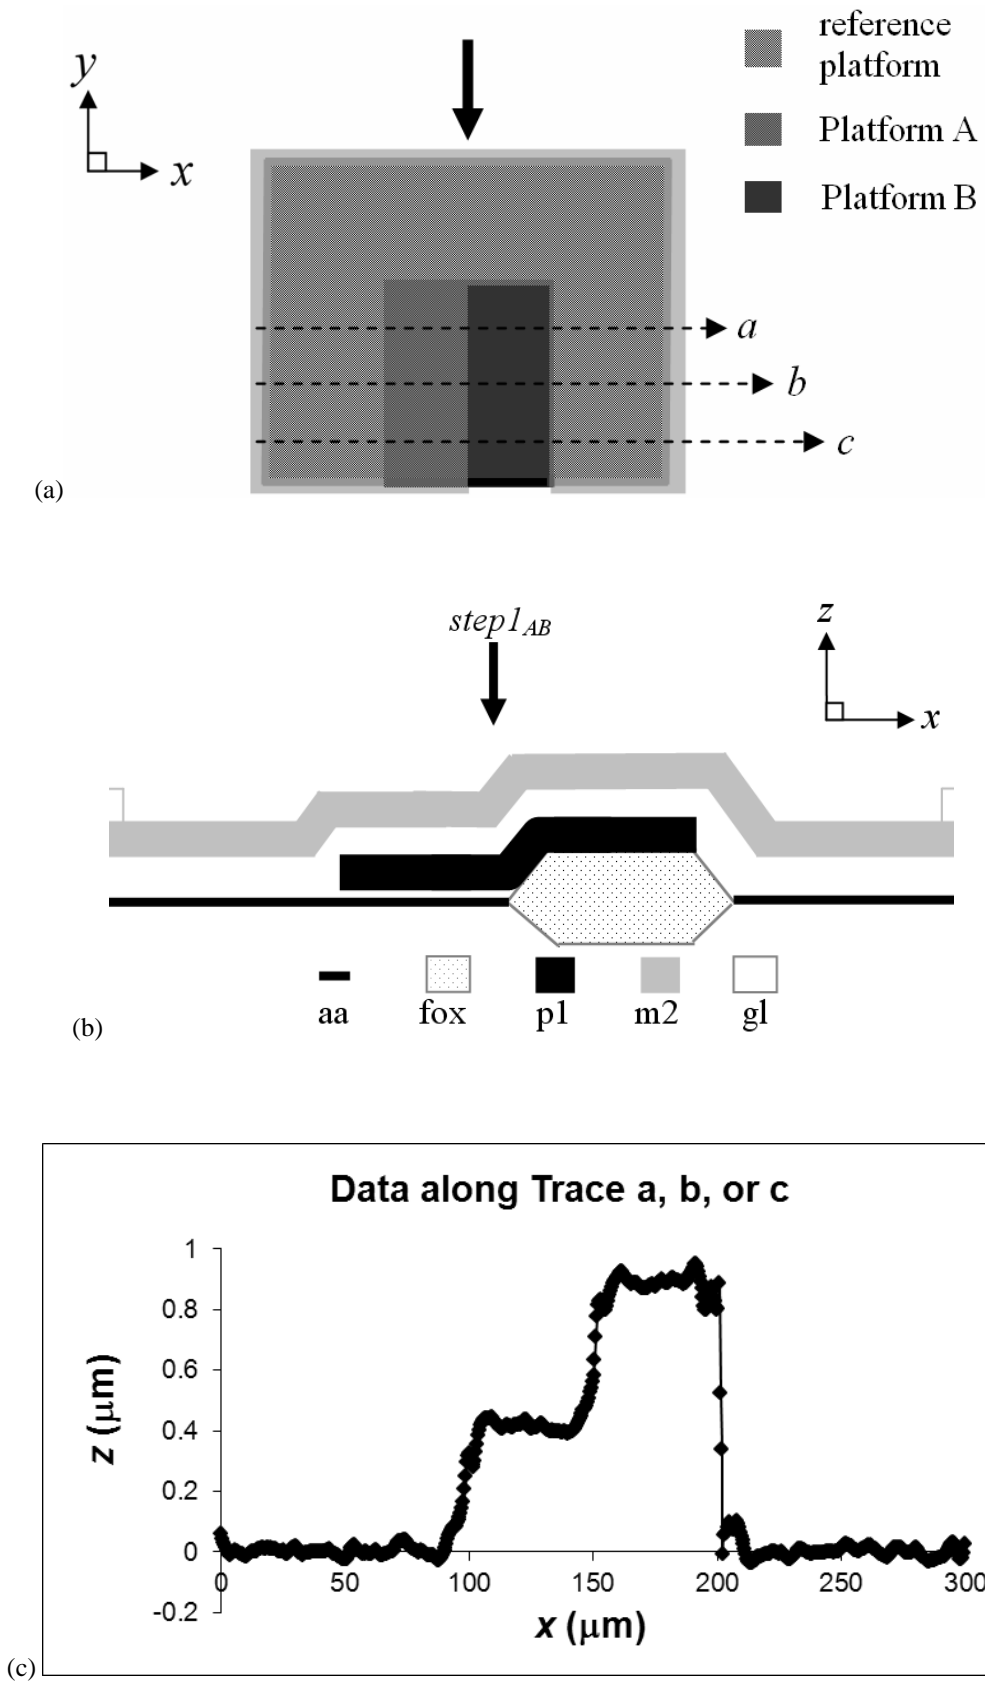 reference
platform
Platform A
Platform B
y
x
a
b
c
(a)
step1AB
z
x
aa
fox
p1
m2
gl
(b)
Data along Trace a, b, or c
1
0.8
0.6
0.4
0.2
0
-0.2
z (μm)
0 50 100 150 200 250 300
x (μm)
(c)